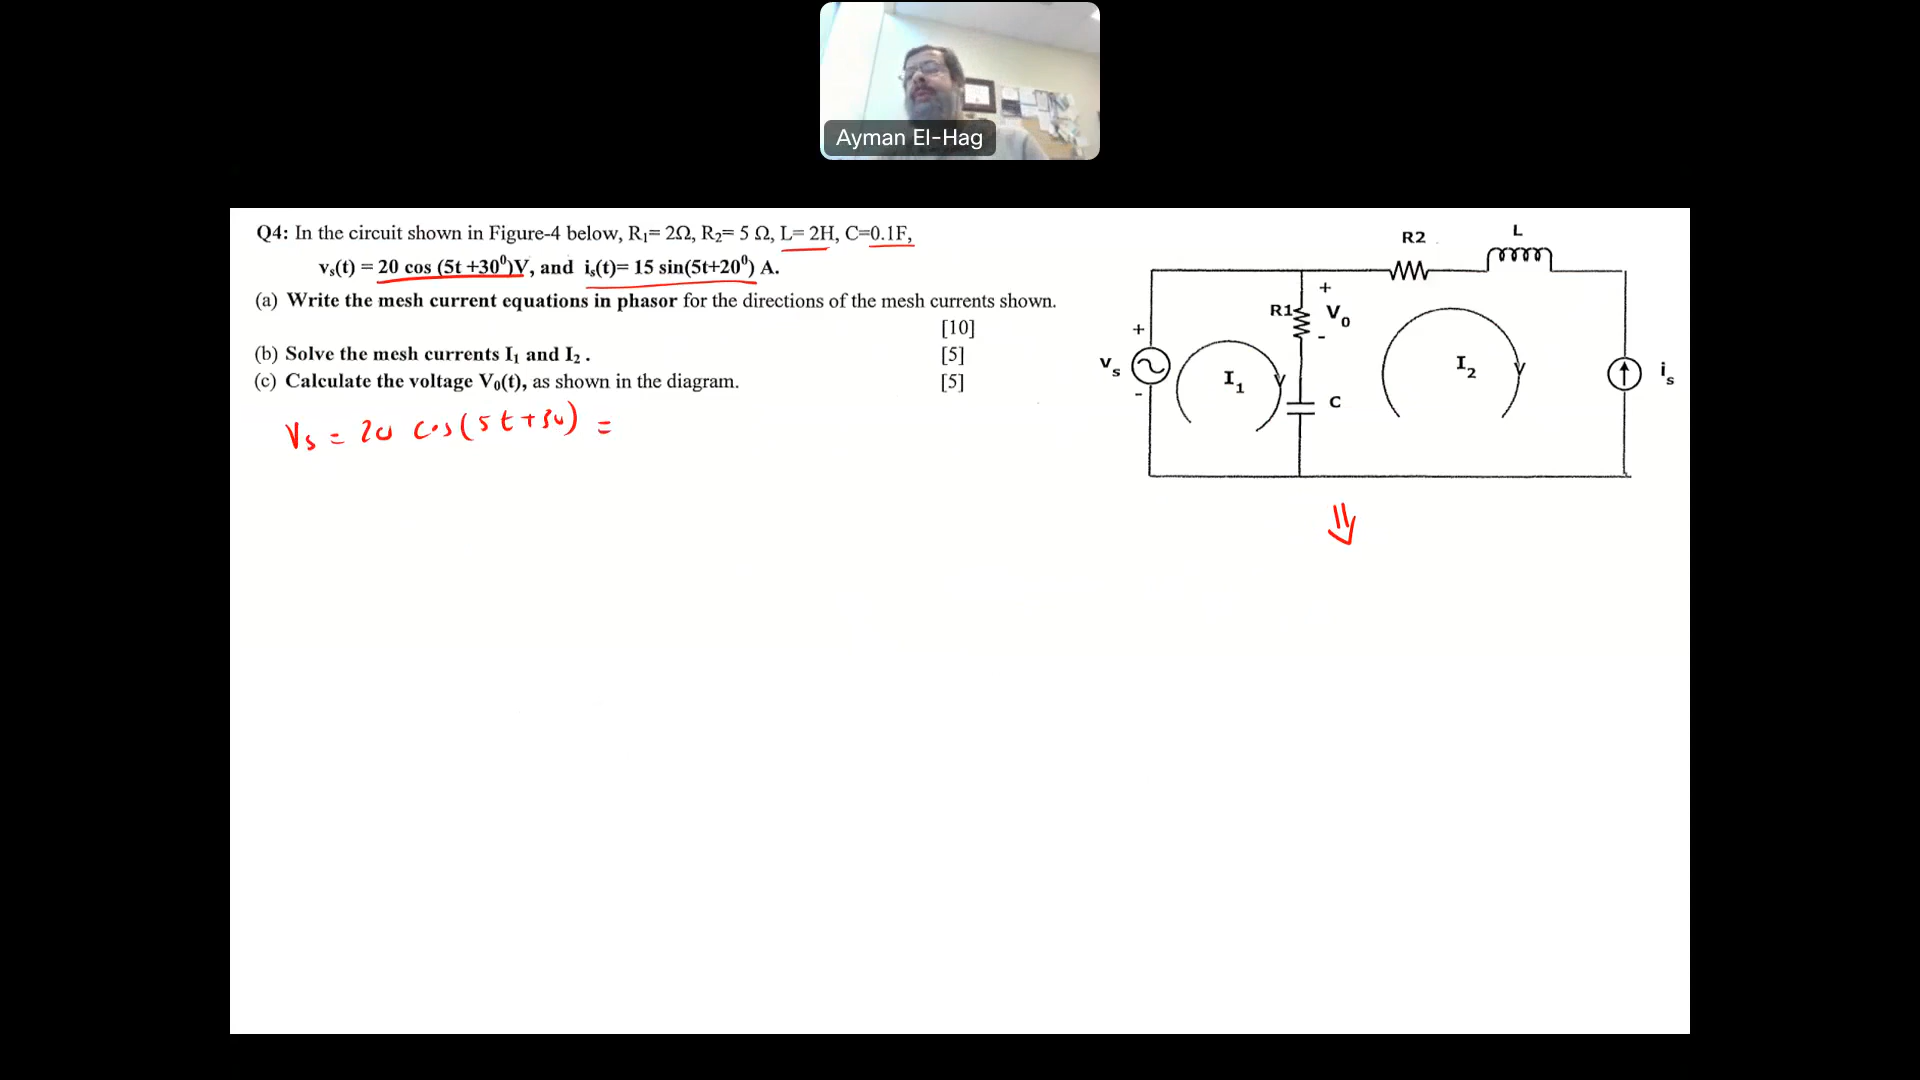 Ayman El-Hag
Q4: In the circuit shown in Figure-4 below, R₁= 2Ω, R₂= 5 Ω, L= 2H, C=0.1F,
vₛ(t) = 20 cos (5t +30⁰)V, and iₛ(t)= 15 sin(5t+20⁰) A.
(a) Write the mesh current equations in phasor for the directions of the mesh currents shown.
[10]
(b) Solve the mesh currents I₁ and I₂ . [5]
(c) Calculate the voltage V₀(t), as shown in the diagram. [5]
Vs = 20 cos(5t+30) =
R2 L
+
R1 V₀
-
+
vₛ
-
I₁
I₂
iₛ
C